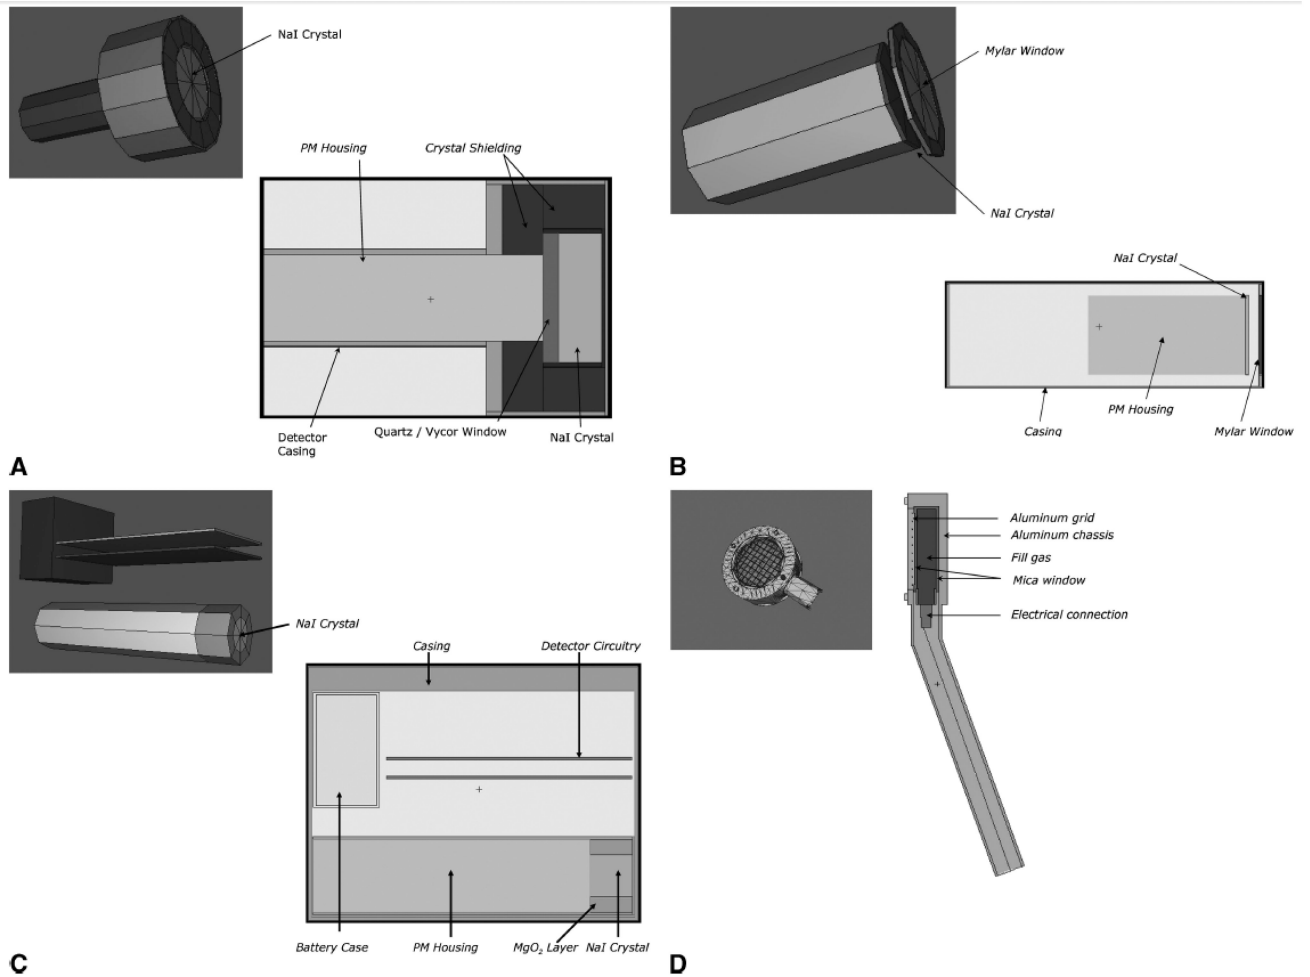 NaI Crystal
PM Housing
Crystal Shielding
Detector
Casing
Quartz / Vycor Window
NaI Crystal
A
Mylar Window
NaI Crystal
NaI Crystal
PM Housing
Casing
Mylar Window
B
NaI Crystal
Casing
Detector Circuitry
Battery Case
PM Housing
MgO₂ Layer
NaI Crystal
C
Aluminum grid
Aluminum chassis
Fill gas
Mica window
Electrical connection
D